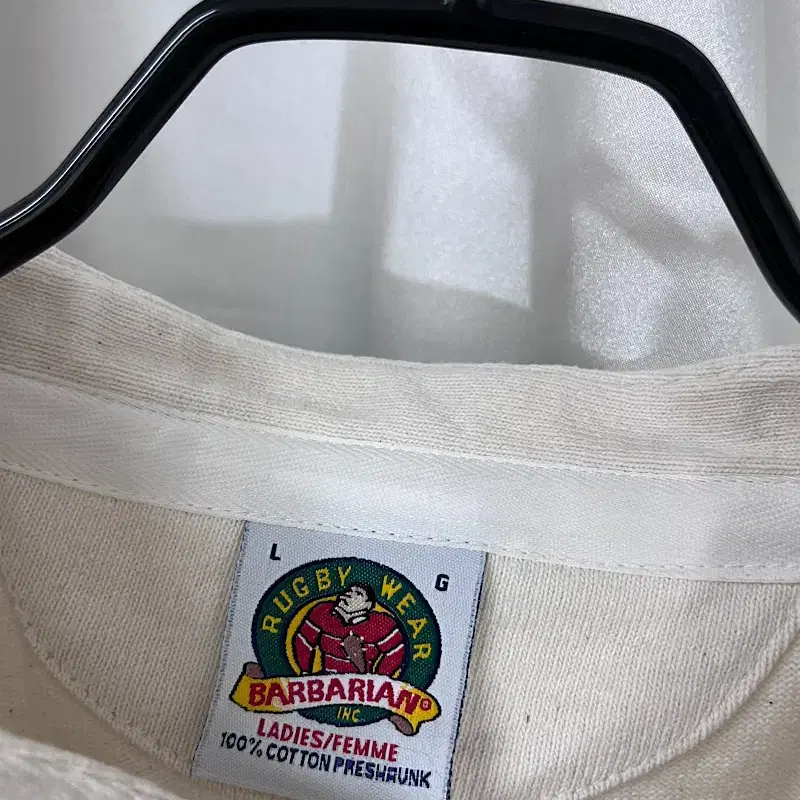 L
G
RUGBY WEAR
BARBARIAN®
INC.
LADIES/FEMME
100% COTTON PRESHRUNK